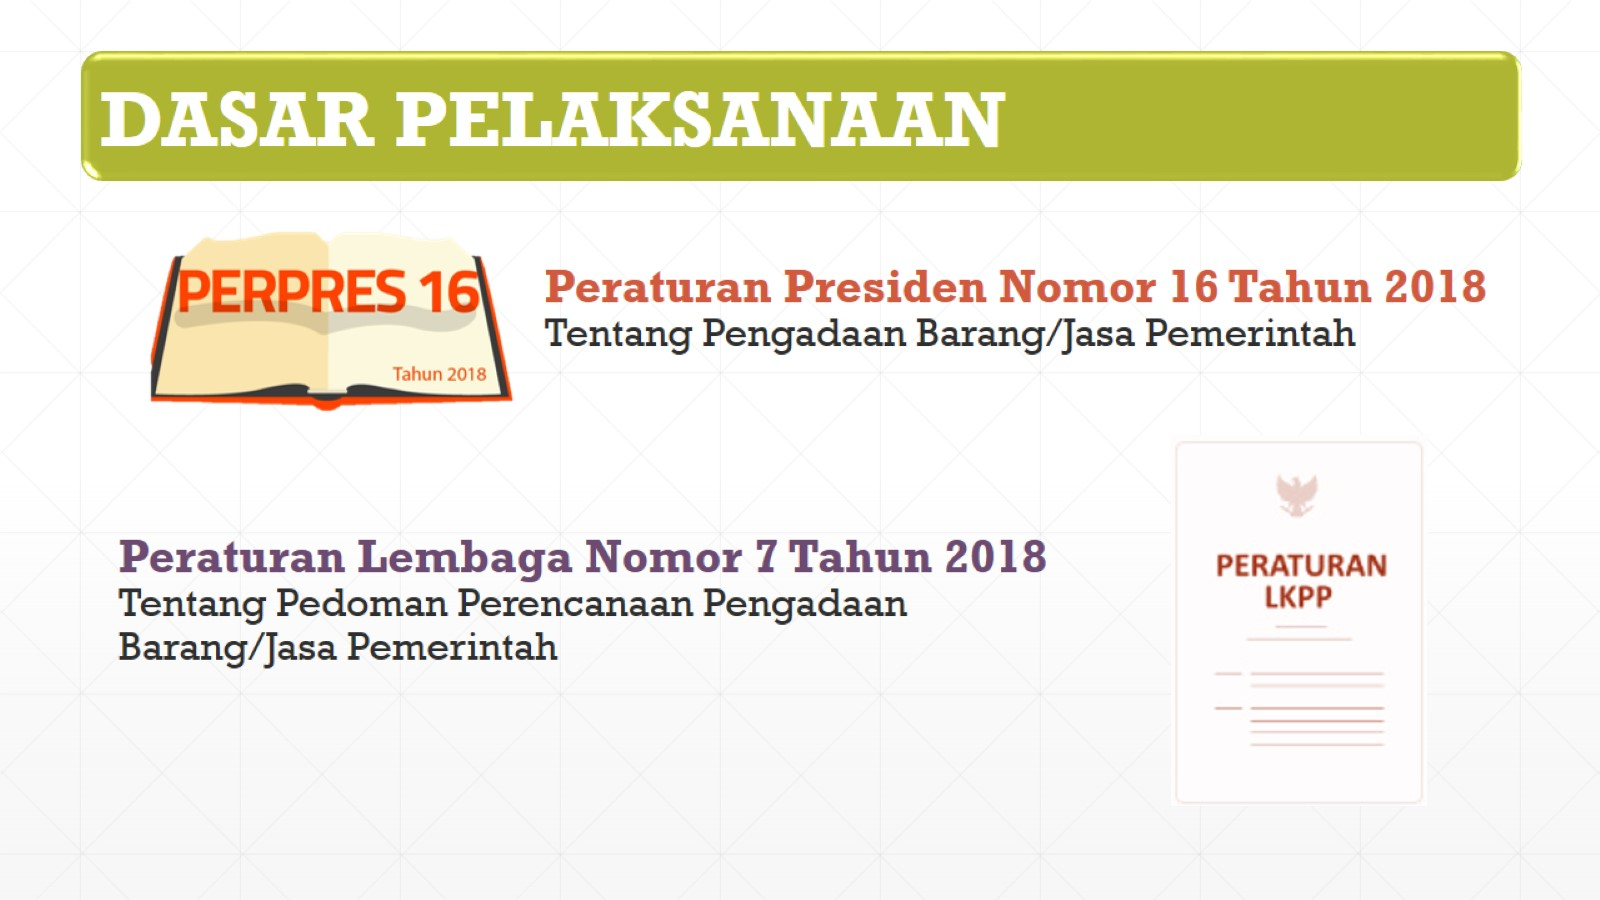 DASAR PELAKSANAAN
PERPRES 16
Tahun 2018
Peraturan Presiden Nomor 16 Tahun 2018
Tentang Pengadaan Barang/Jasa Pemerintah
Peraturan Lembaga Nomor 7 Tahun 2018
Tentang Pedoman Perencanaan Pengadaan
Barang/Jasa Pemerintah
PERATURAN
LKPP